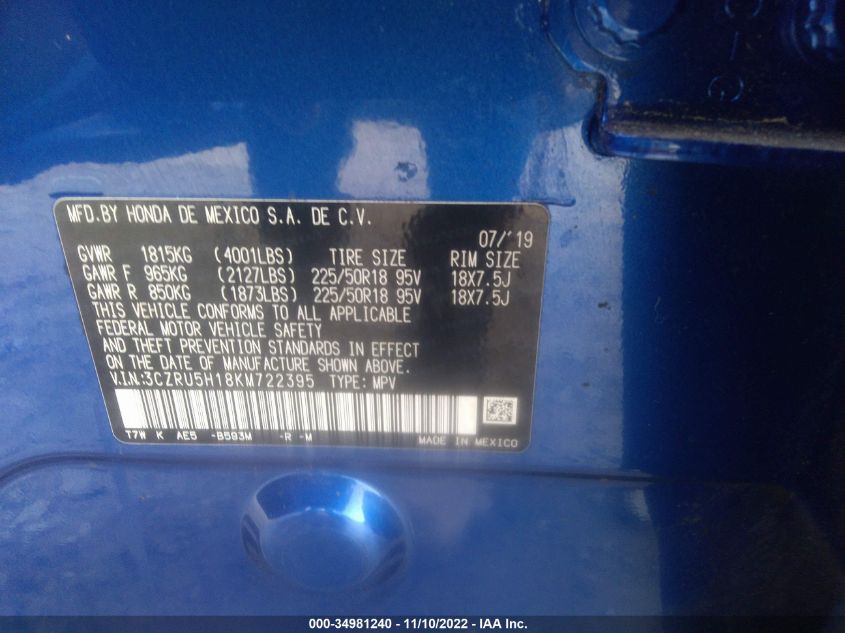 MFD.BY HONDA DE MEXICO S.A. DE C.V.
07/'19
GVWR 1815KG (4001LBS) TIRE SIZE RIM SIZE
GAWR F 965KG (2127LBS) 225/50R18 95V 18X7.5J
GAWR R 850KG (1873LBS) 225/50R18 95V 18X7.5J
THIS VEHICLE CONFORMS TO ALL APPLICABLE
FEDERAL MOTOR VEHICLE SAFETY
AND THEFT PREVENTION STANDARDS IN EFFECT
ON THE DATE OF MANUFACTURE SHOWN ABOVE.
V.I.N:3CZRU5H18KM722395 TYPE: MPV
T7W K AE5 -B593M -R -M
MADE IN MEXICO
000-34981240 - 11/10/2022 - IAA Inc.